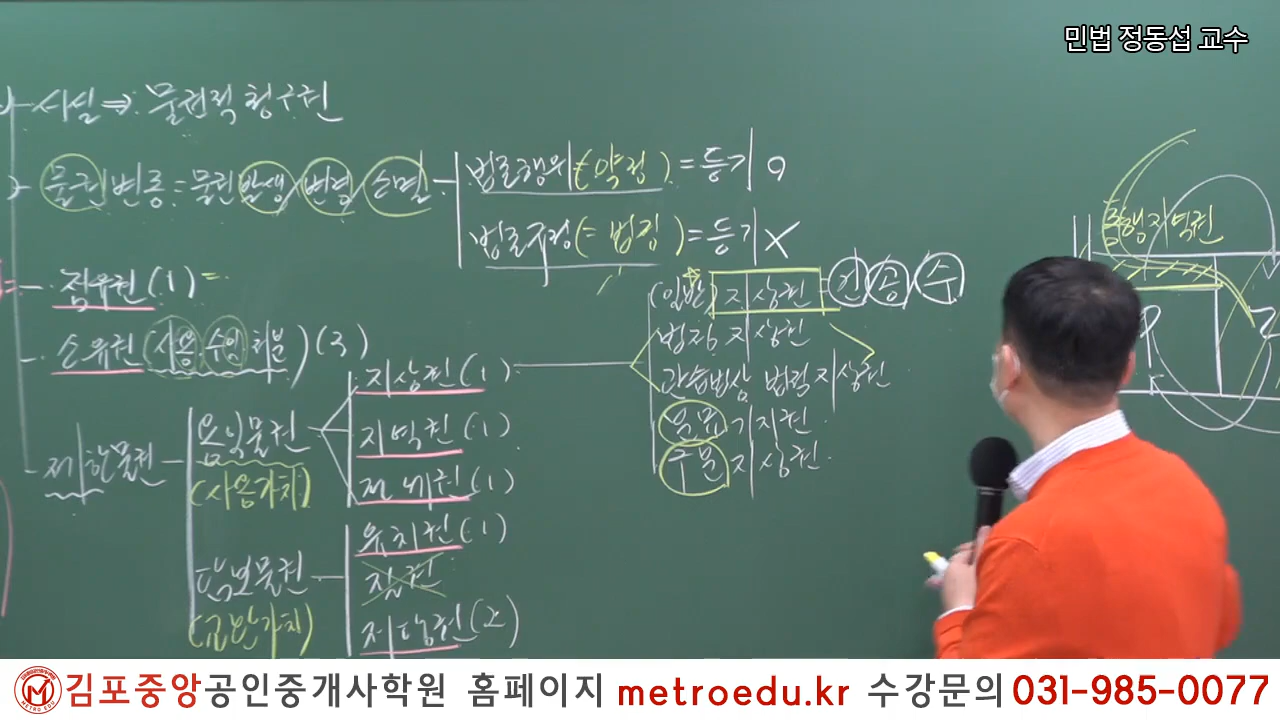 민법 정동섭 교수
사실 ⇒ 물권적 청구권
물권변동 = 물권 발생/변경/소멸
법률행위 (= 약정) = 등기 O
법률규정 (= 법정) = 등기 X
점유권 (1) =
소유권 (사용, 수익, 처분) (3)
제한물권
용익물권
(사용가치)
지상권 (1)
지역권 (1)
전세권 (1)
담보물권
(교환가치)
유치권 (1)
질권
저당권 (2)
(일반) 지상권 = 건 공 수
법정지상권
관습법상 법정지상권
분묘기지권
구분지상권
통행지역권
METRO EDU
김포중앙공인중개사학원 홈페이지 metroedu.kr 수강문의 031-985-0077